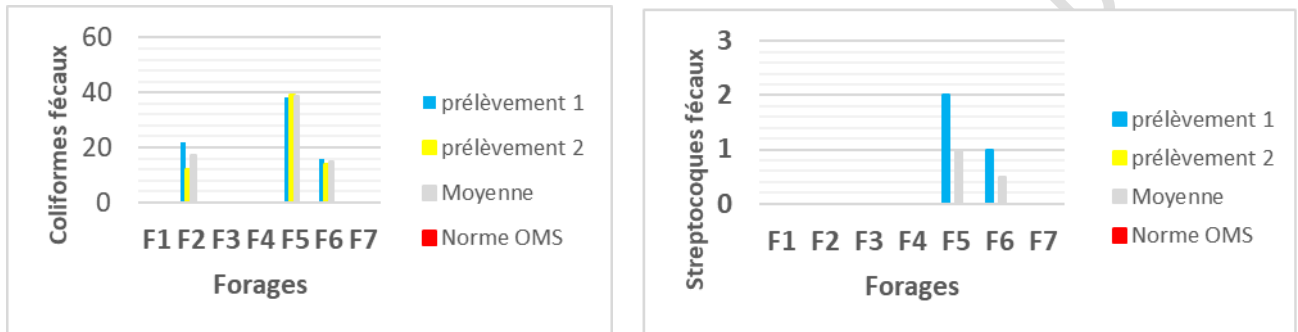 60
40
20
0
Coliformes fécaux
F1 F2 F3 F4 F5 F6 F7
Forages
prélèvement 1
prélèvement 2
Moyenne
Norme OMS
3
2
1
0
Streptocoques fécaux
F1 F2 F3 F4 F5 F6 F7
Forages
prélèvement 1
prélèvement 2
Moyenne
Norme OMS